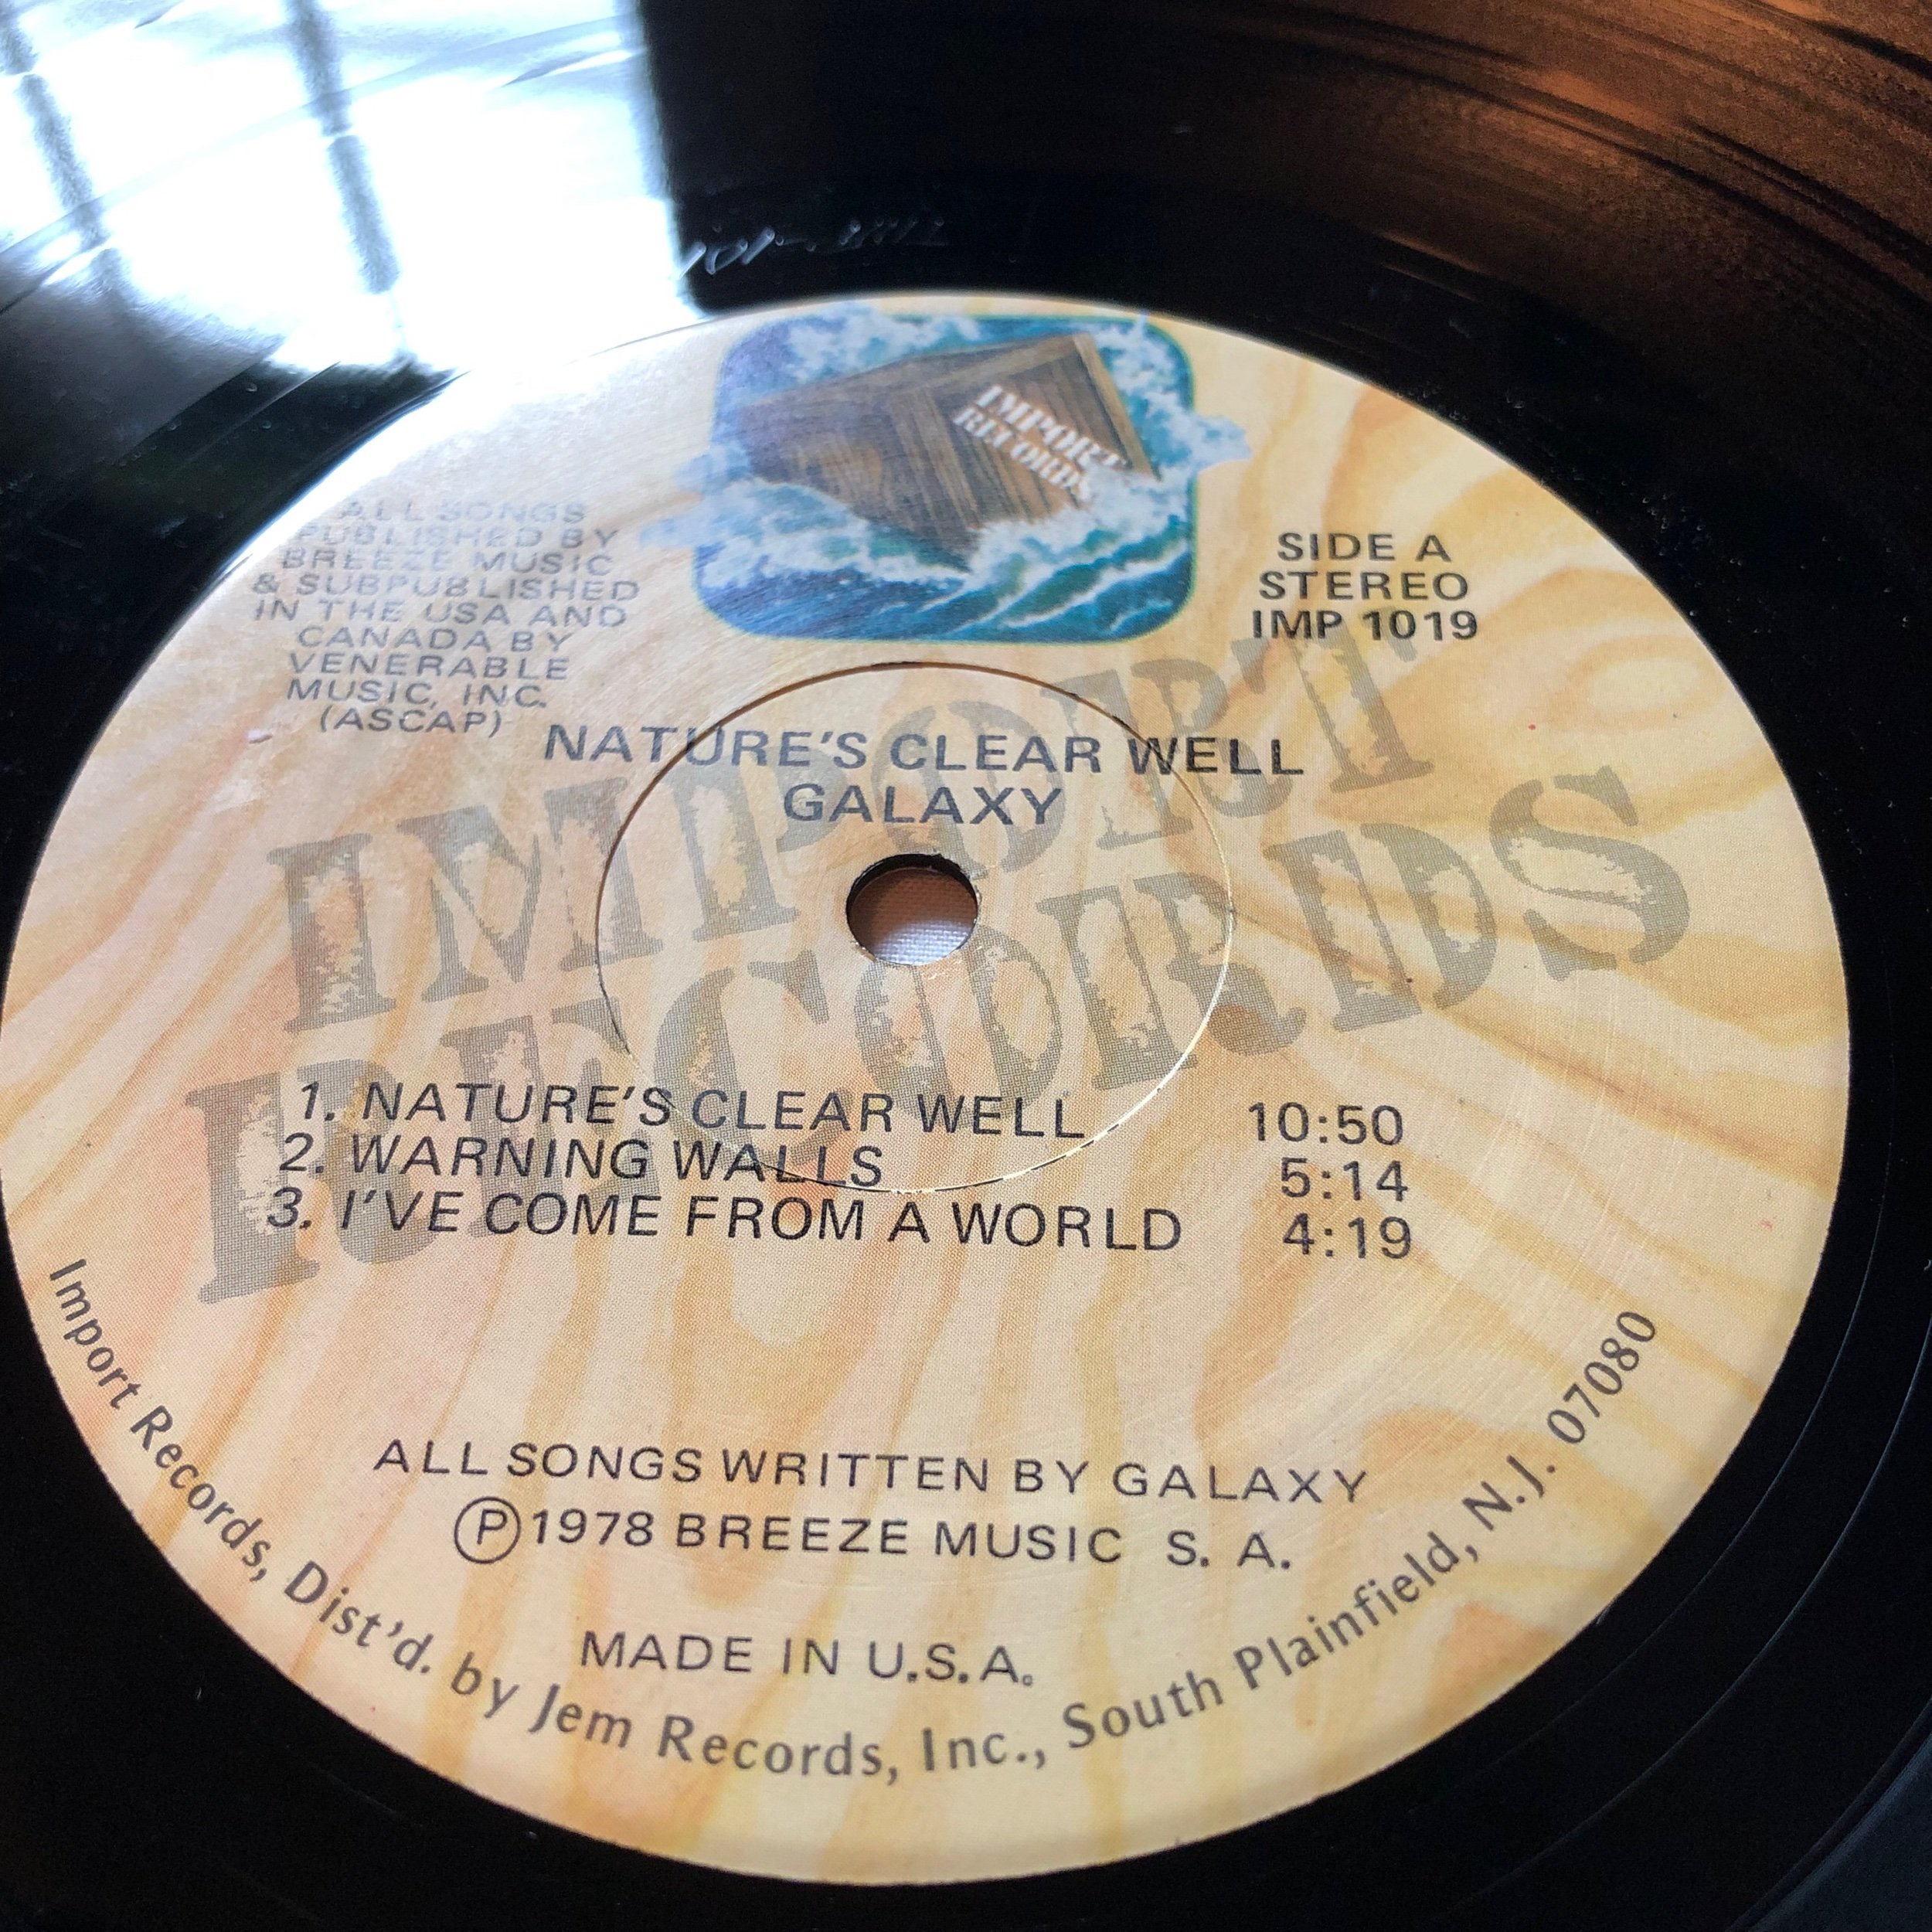 IMPORT
RECORDS
ALL SONGS
PUBLISHED BY
BREEZE MUSIC
& SUBPUBLISHED
IN THE USA AND
CANADA BY
VENERABLE
MUSIC, INC.
(ASCAP)
SIDE A
STEREO
IMP 1019
NATURE'S CLEAR WELL
GALAXY
IMPORT
RECORDS
1. NATURE'S CLEAR WELL 10:50
2. WARNING WALLS 5:14
3. I'VE COME FROM A WORLD 4:19
ALL SONGS WRITTEN BY GALAXY
Ⓟ1978 BREEZE MUSIC S. A.
MADE IN U.S.A.
Import Records, Dist'd. by Jem Records, Inc., South Plainfield, N.J. 07080